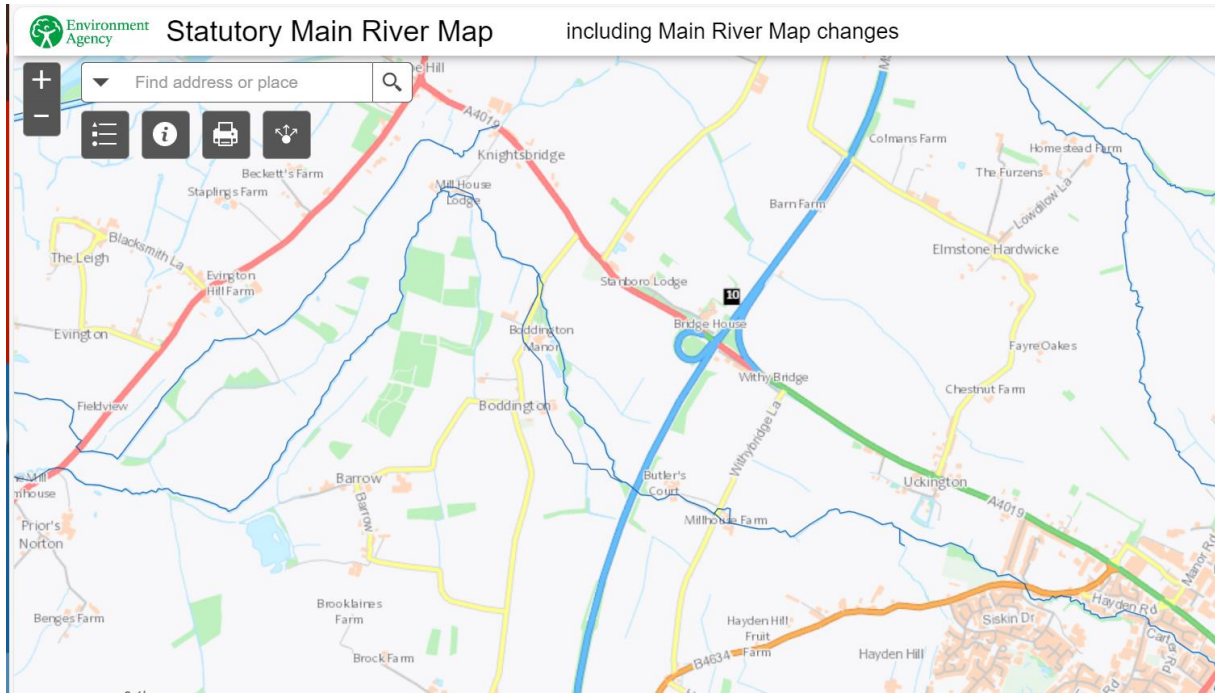 Environment
Agency
Statutory Main River Map
including Main River Map changes
+
−
Find address or place
Hill
A4019
Knightsbridge
Beckett's Farm
Staplings Farm
Mill House
Lodge
Colmans Farm
Homestead Farm
The Furzens
Lowdilow La
Barn Farm
Blacksmith La
The Leigh
Elmstone Hardwicke
Evington
Hill Farm
Stanboro Lodge
10
Bridge House
Evington
Boddington
Manor
Fayre Oakes
Withy Bridge
Chestnut Farm
Fieldview
Boddington
Withybridge La
Butler's
Court
Uckington
Barrow
Barrow
A4019
Millhouse Farm
Prior's
Norton
Manor Rd
Hayden Rd
Brooklaines
Farm
Benges Farm
Hayden Hill
Fruit
Farm
Siskin Dr
Hayden Hill
B4634
Brock Farm